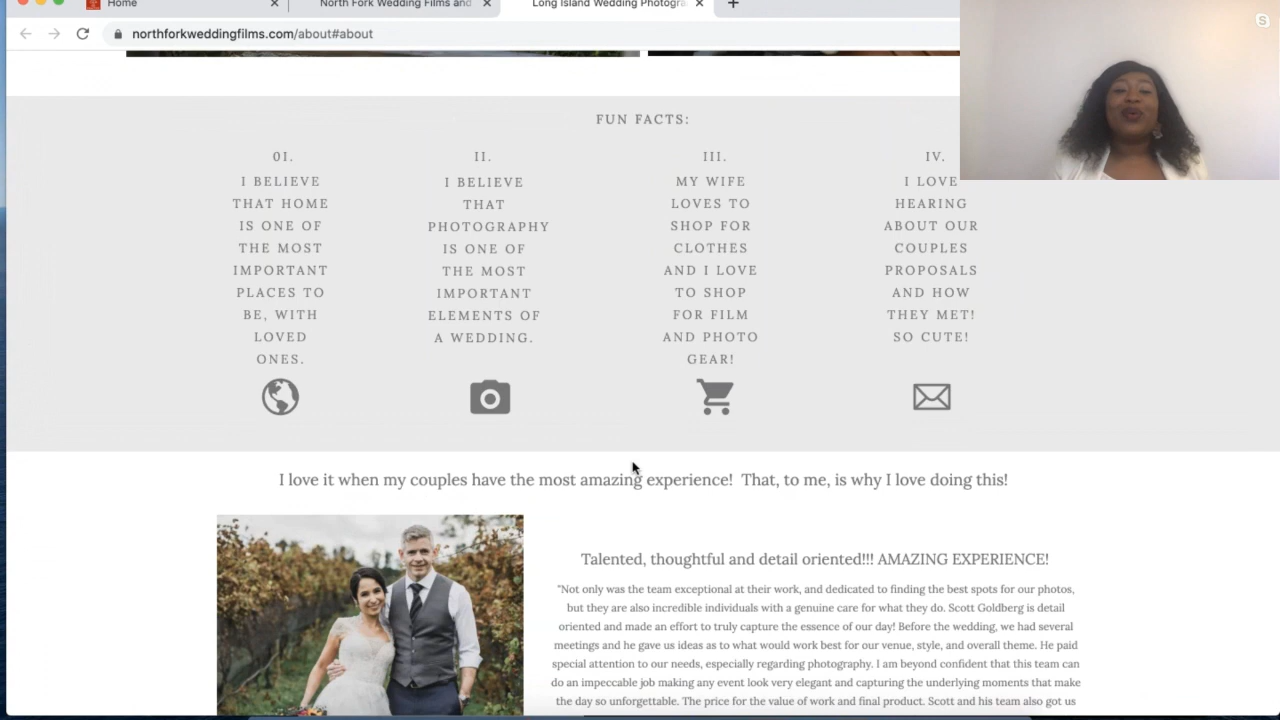 Home
North Fork Wedding Films and
Long Island Wedding Photogra
northforkweddingfilms.com/about#about
S
FUN FACTS:
01.
I BELIEVE
THAT HOME
IS ONE OF
THE MOST
IMPORTANT
PLACES TO
BE, WITH
LOVED
ONES.
II.
I BELIEVE
THAT
PHOTOGRAPHY
IS ONE OF
THE MOST
IMPORTANT
ELEMENTS OF
A WEDDING.
III.
MY WIFE
LOVES TO
SHOP FOR
CLOTHES
AND I LOVE
TO SHOP
FOR FILM
AND PHOTO
GEAR!
IV.
I LOVE
HEARING
ABOUT OUR
COUPLES
PROPOSALS
AND HOW
THEY MET!
SO CUTE!
I love it when my couples have the most amazing experience! That, to me, is why I love doing this!
Talented, thoughtful and detail oriented!!! AMAZING EXPERIENCE!
"Not only was the team exceptional at their work, and dedicated to finding the best spots for our photos,
but they are also incredible individuals with a genuine care for what they do. Scott Goldberg is detail
oriented and made an effort to truly capture the essence of our day! Before the wedding, we had several
meetings and he gave us ideas as to what would work best for our venue, style, and overall theme. He paid
special attention to our needs, especially regarding photography. I am beyond confident that this team can
do an impeccable job making any event look very elegant and capturing the underlying moments that make
the day so unforgettable. The price for the value of work and final product. Scott and his team also got us